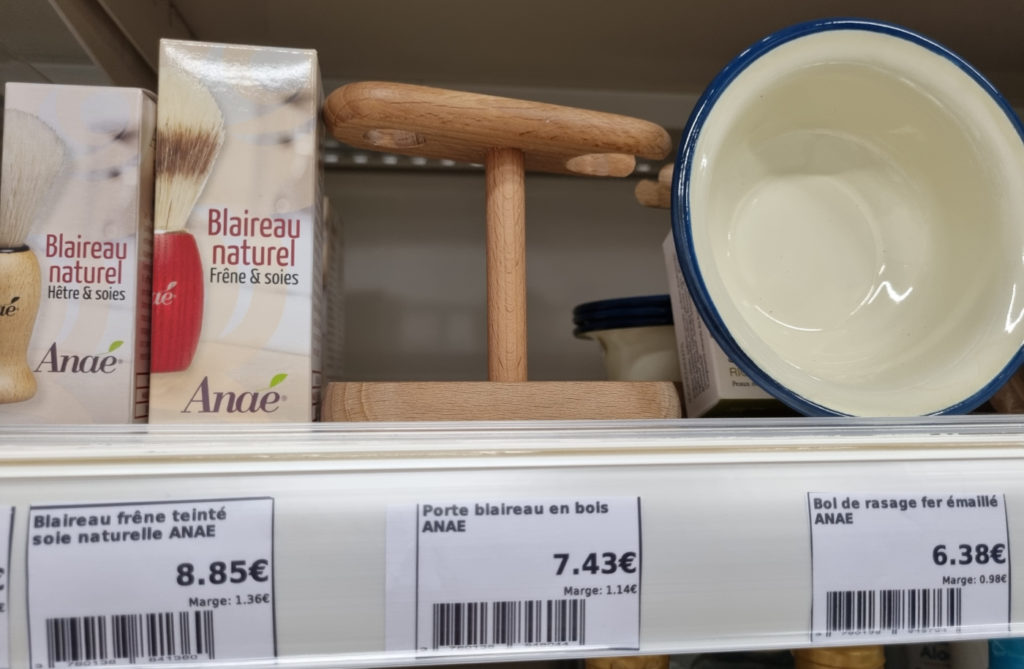 Blaireau
naturel
Hêtre & soies
Anaé
Blaireau
naturel
Frêne & soies
Anaé
Blaireau frêne teinté
soie naturelle ANAE
8.85€
Marge: 1.36€
Porte blaireau en bois
ANAE
7.43€
Marge: 1.14€
Bol de rasage fer émaillé
ANAE
6.38€
Marge: 0.98€